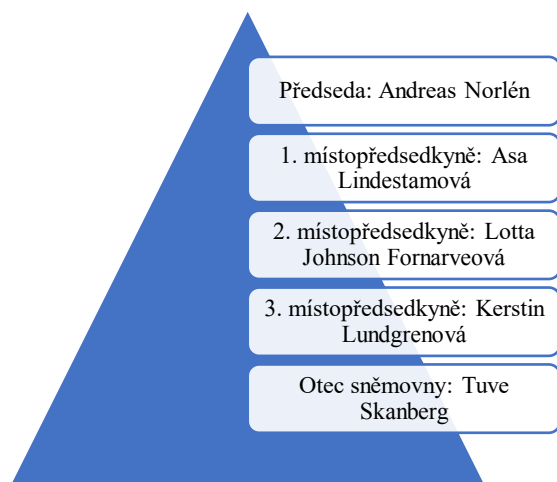 Předseda: Andreas Norlén
1. místopředsedkyně: Asa
Lindestamová
2. místopředsedkyně: Lotta
Johnson Fornarveová
3. místopředsedkyně: Kerstin
Lundgrenová
Otec sněmovny: Tuve
Skanberg